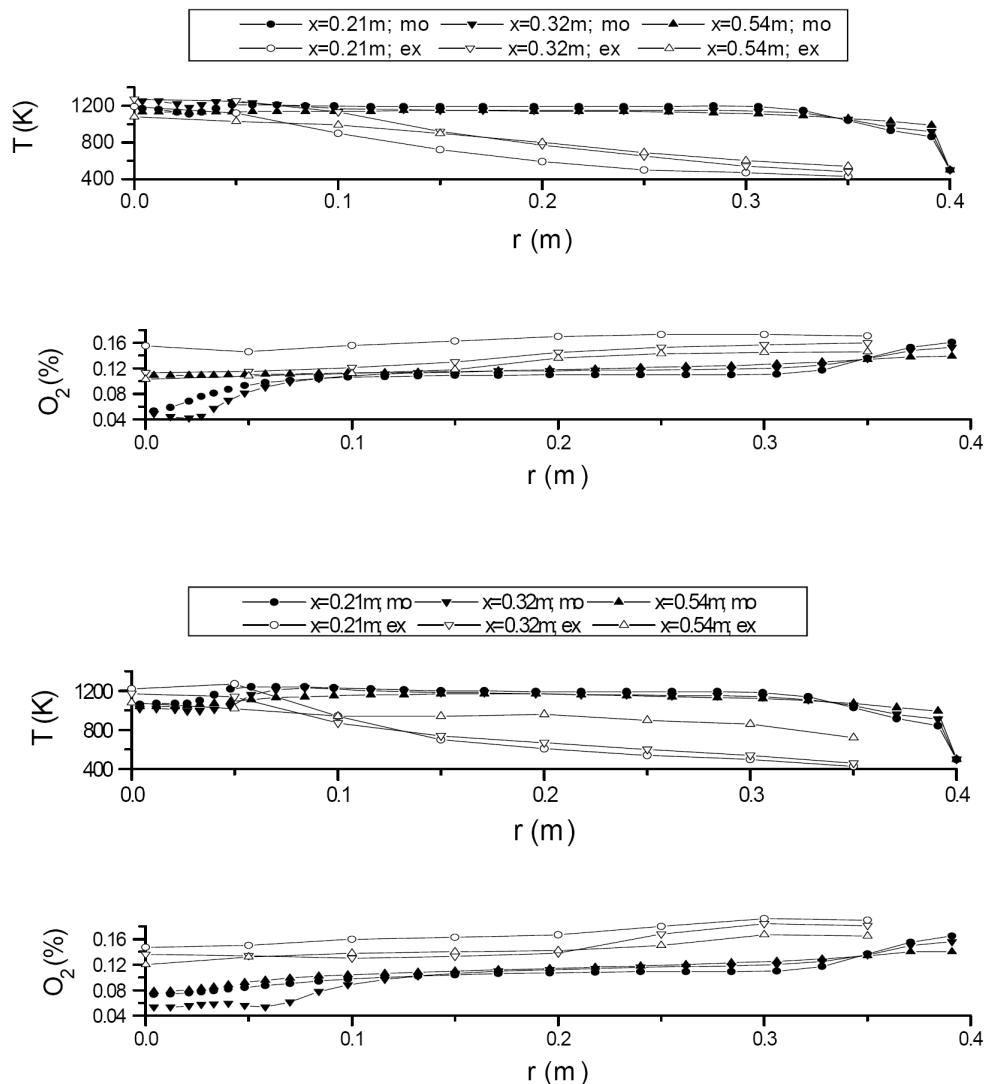 x=0.21m; mo x=0.32m; mo x=0.54m; mo
x=0.21m; ex x=0.32m; ex x=0.54m; ex
T (K)
1200
800
400
0.0 0.1 0.2 0.3 0.4
r (m)
O2(%)
0.16
0.12
0.08
0.04
0.0 0.1 0.2 0.3 0.4
r (m)
x=0.21m; mo x=0.32m; mo x=0.54m; mo
x=0.21m; ex x=0.32m; ex x=0.54m; ex
T (K)
1200
800
400
0.0 0.1 0.2 0.3 0.4
r (m)
O2(%)
0.16
0.12
0.08
0.04
0.0 0.1 0.2 0.3 0.4
r (m)